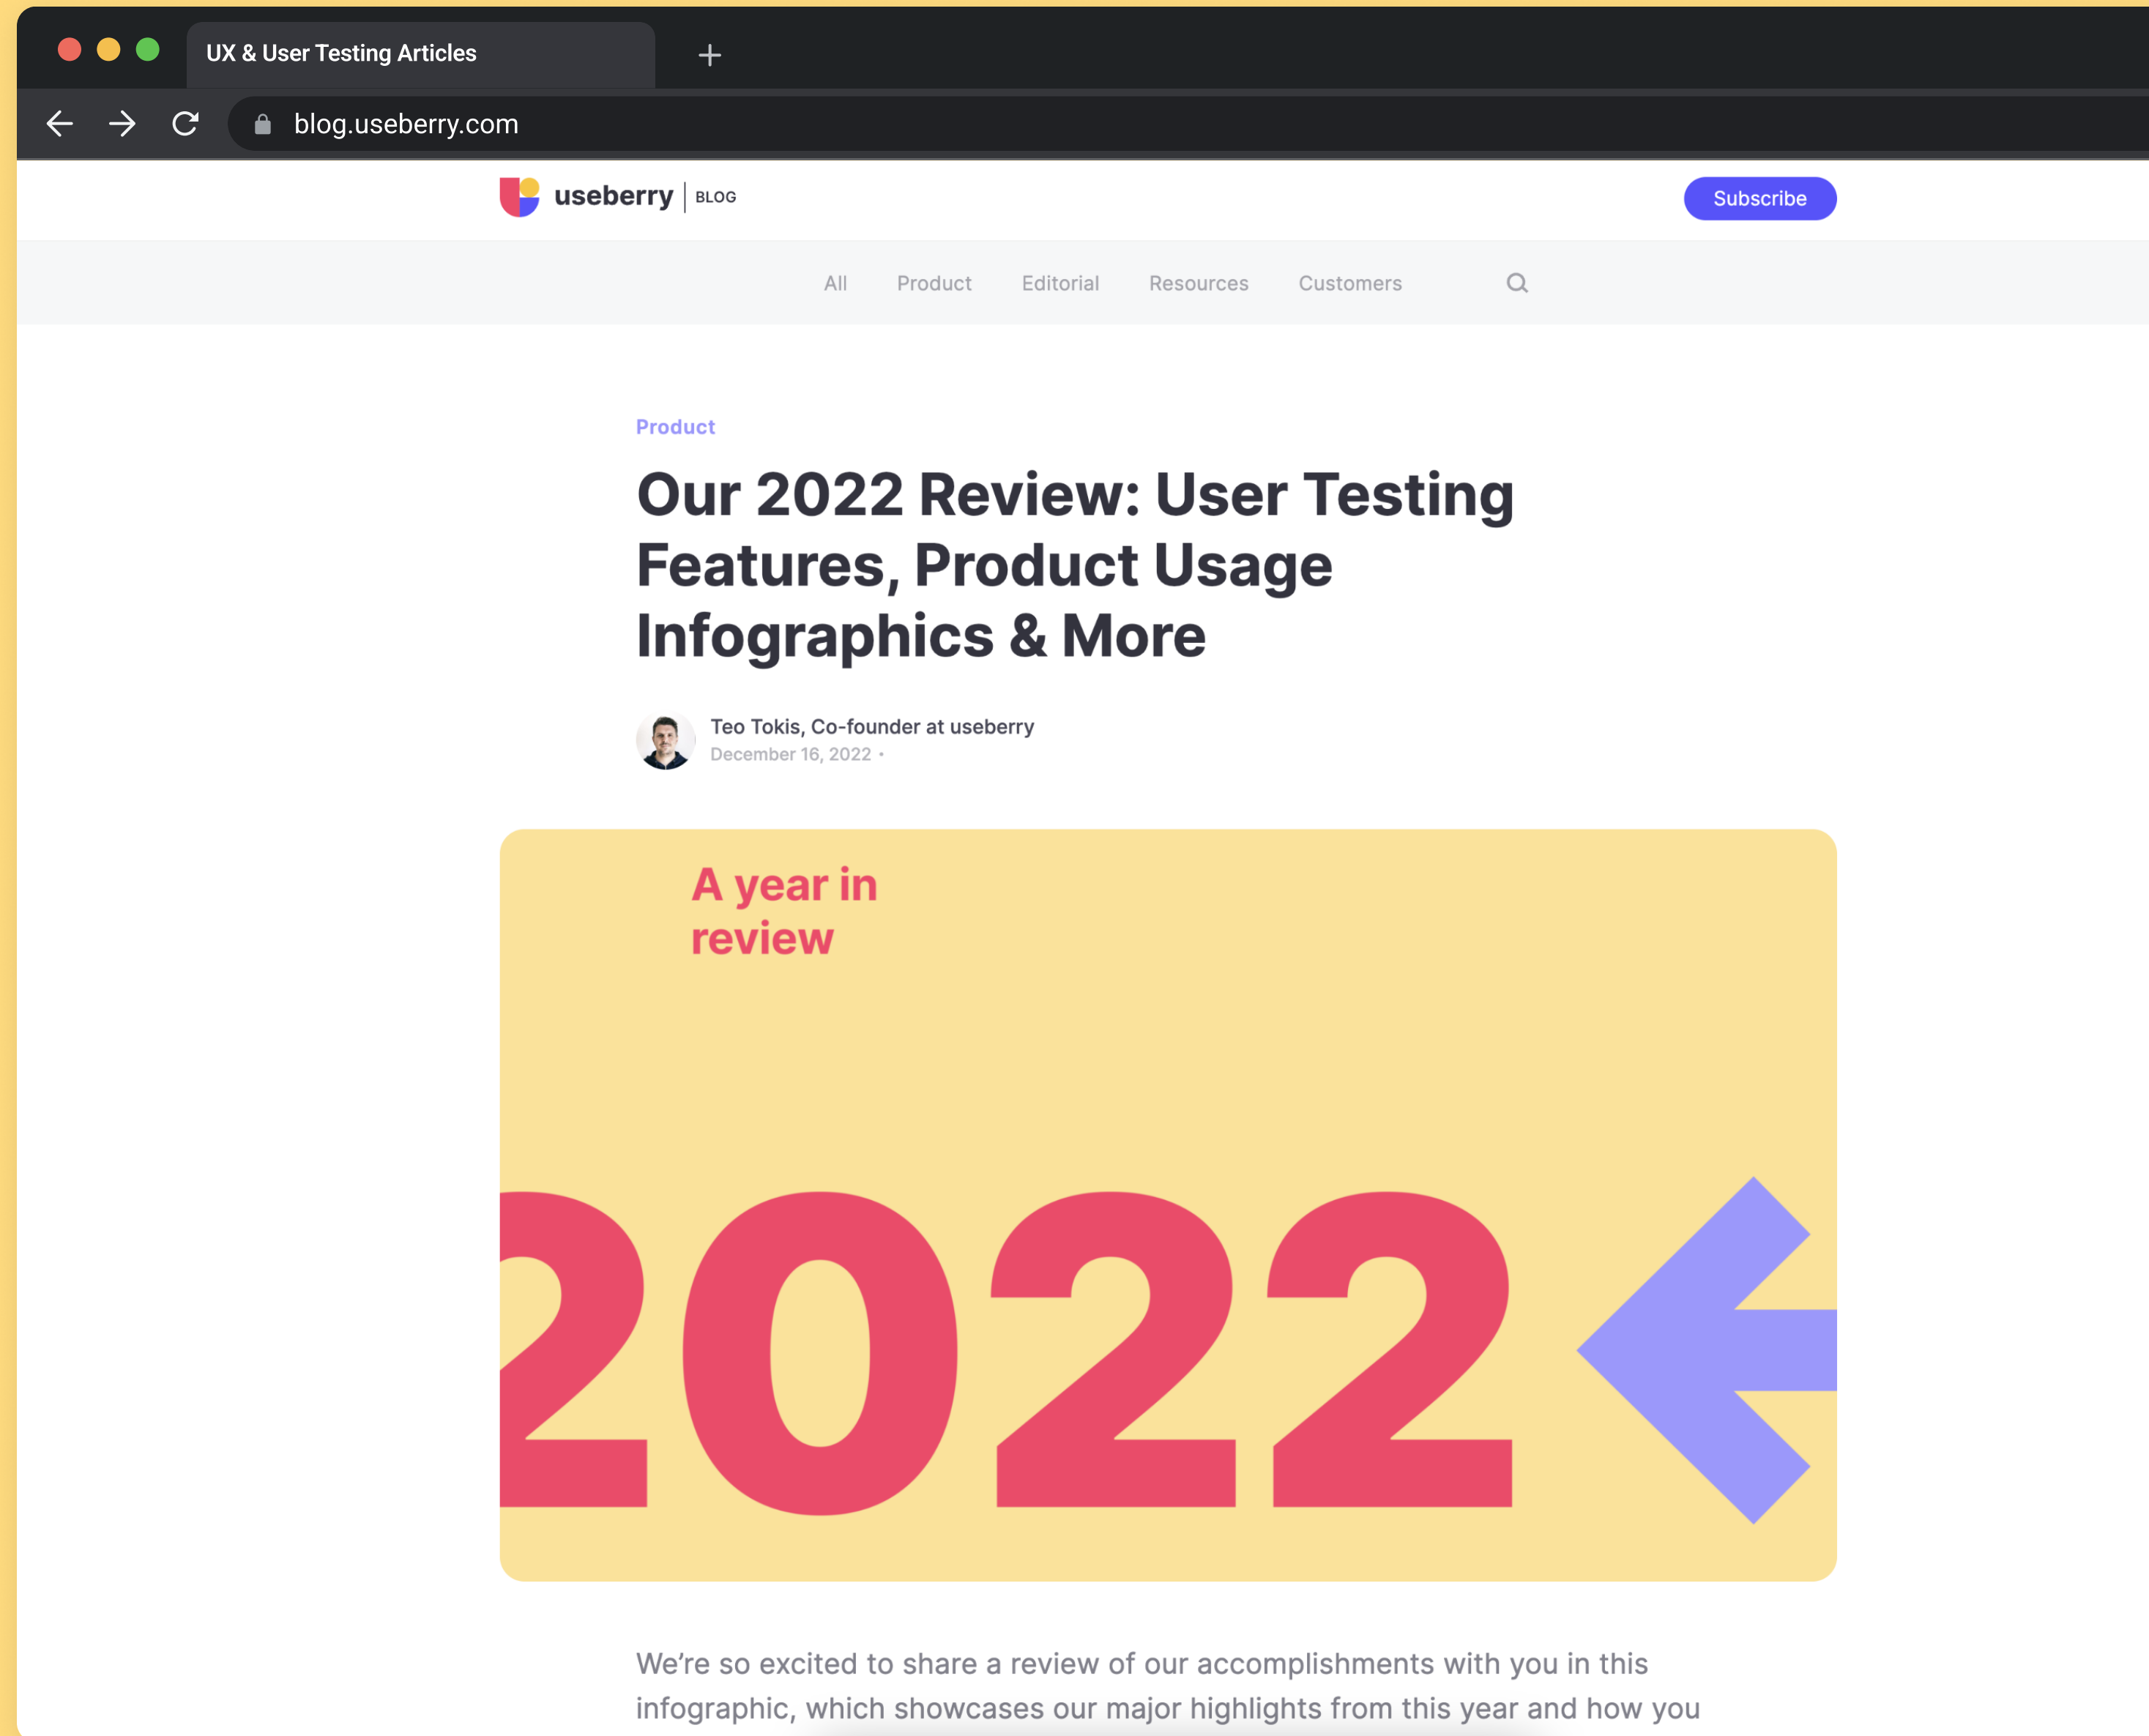 UX & User Testing Articles
blog.useberry.com
useberry | BLOG
Subscribe
All Product Editorial Resources Customers
Product
Our 2022 Review: User Testing
Features, Product Usage
Infographics & More
Teo Tokis, Co-founder at useberry
December 16, 2022 •
A year in
review
2022
We’re so excited to share a review of our accomplishments with you in this
infographic, which showcases our major highlights from this year and how you